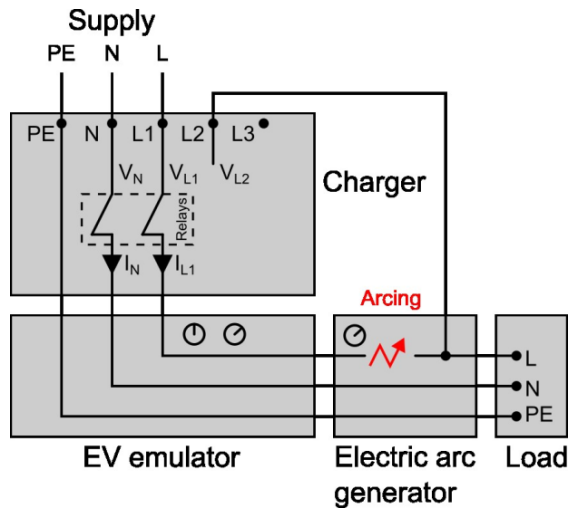 Supply
PE N L
PE N L1 L2 L3
VN VL1 VL2
Charger
Relays
IN IL1
Arcing
L
N
PE
EV emulator
Electric arc
generator
Load